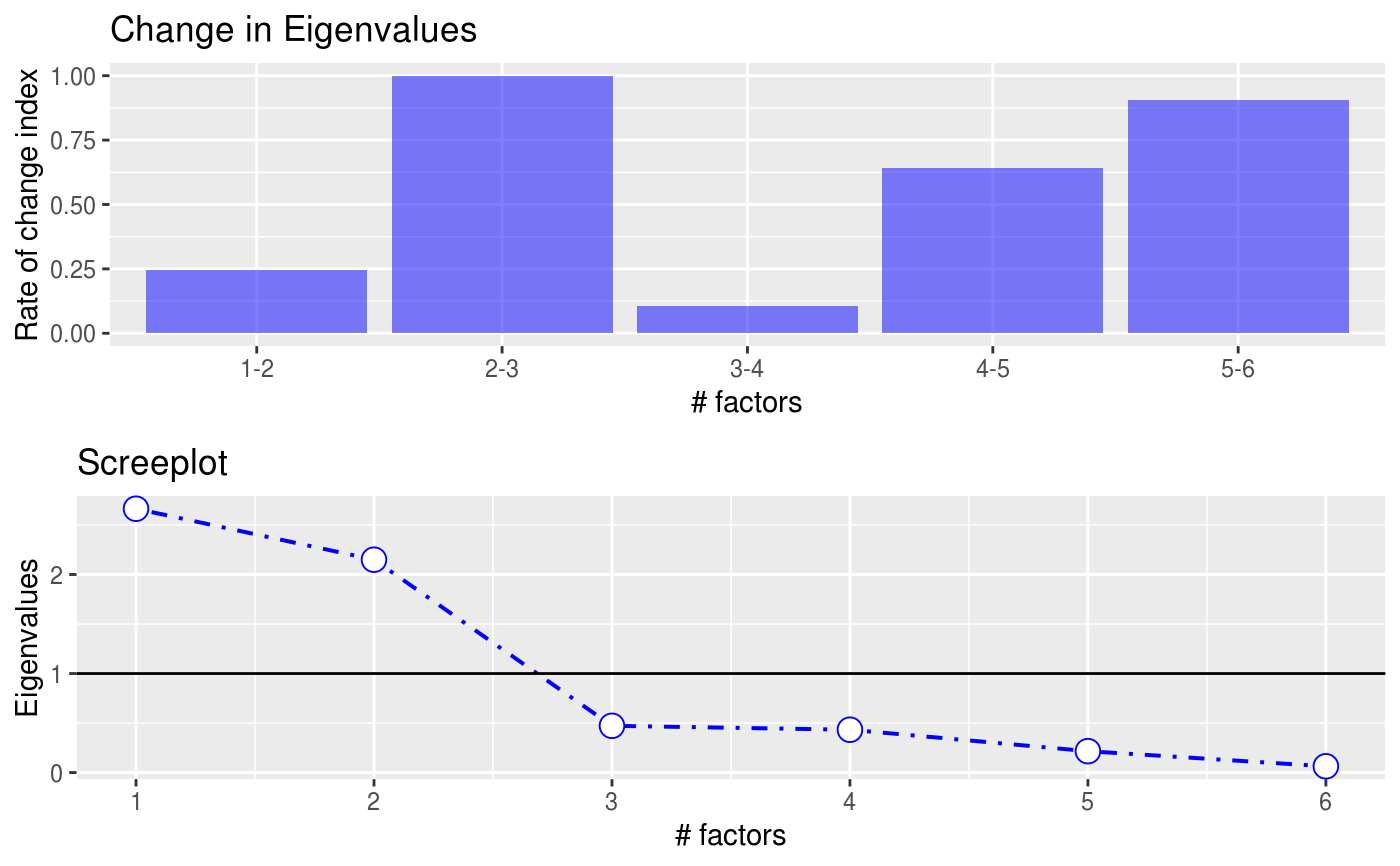 Change in Eigenvalues
Rate of change index
1.00
0.75
0.50
0.25
0.00
1-2 2-3 3-4 4-5 5-6
# factors
Screeplot
Eigenvalues
2
1
0
1 2 3 4 5 6
# factors